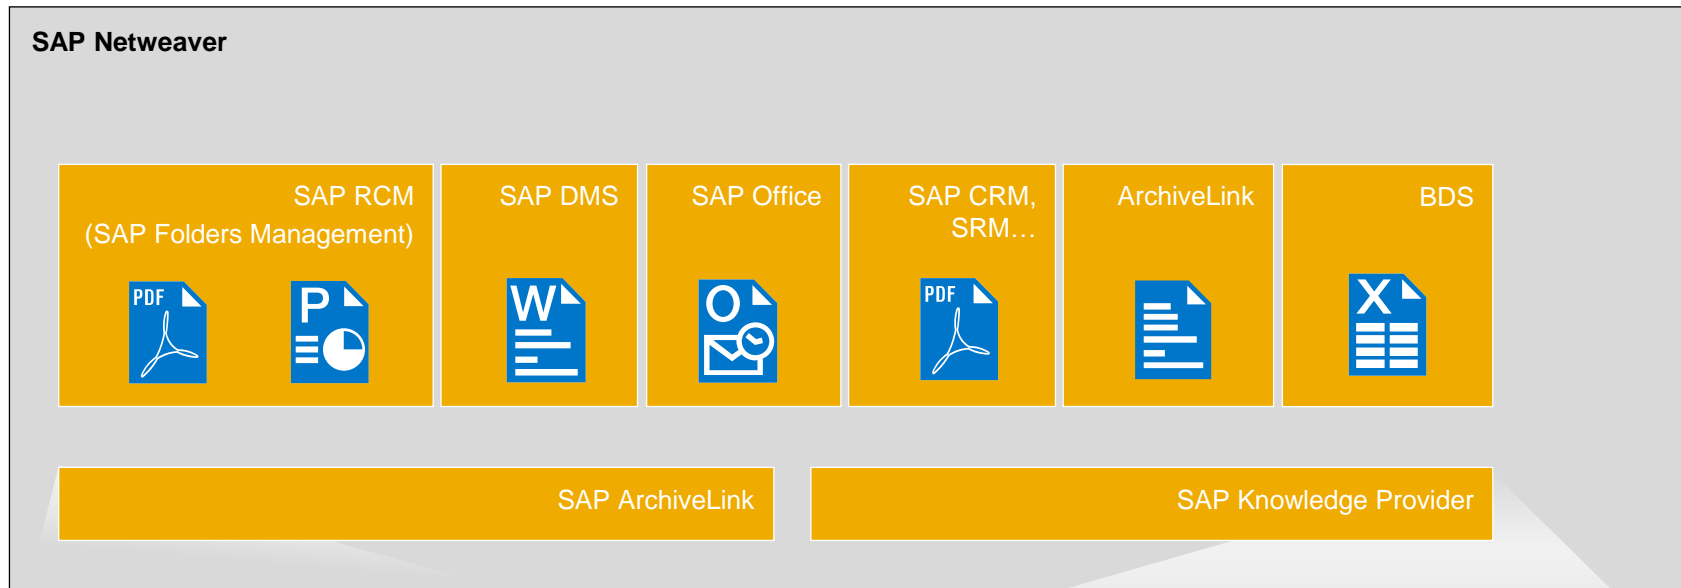 SAP Netweaver
SAP RCM
(SAP Folders Management)
PDF
P
SAP DMS
W
SAP Office
O
SAP CRM,
SRM…
PDF
ArchiveLink
BDS
X
SAP ArchiveLink
SAP Knowledge Provider